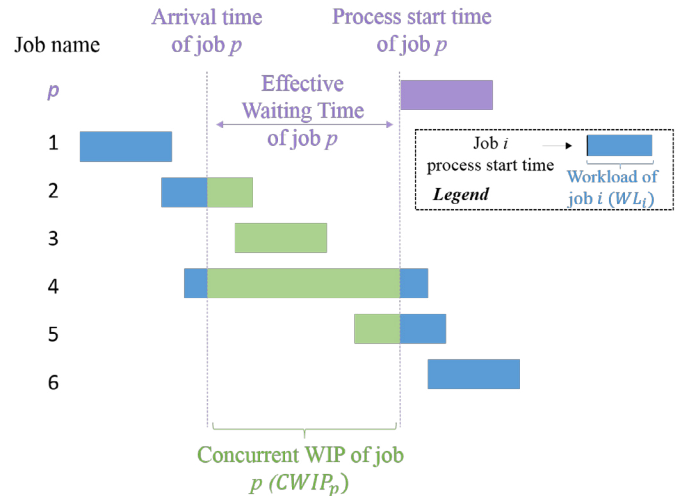 Arrival time
of job p
Process start time
of job p
Job name
p
Effective
Waiting Time
of job p
1
2
3
4
5
6
Job i
process start time
Legend
Workload of
job i (WLᵢ)
Concurrent WIP of job
p (CWIPₚ)